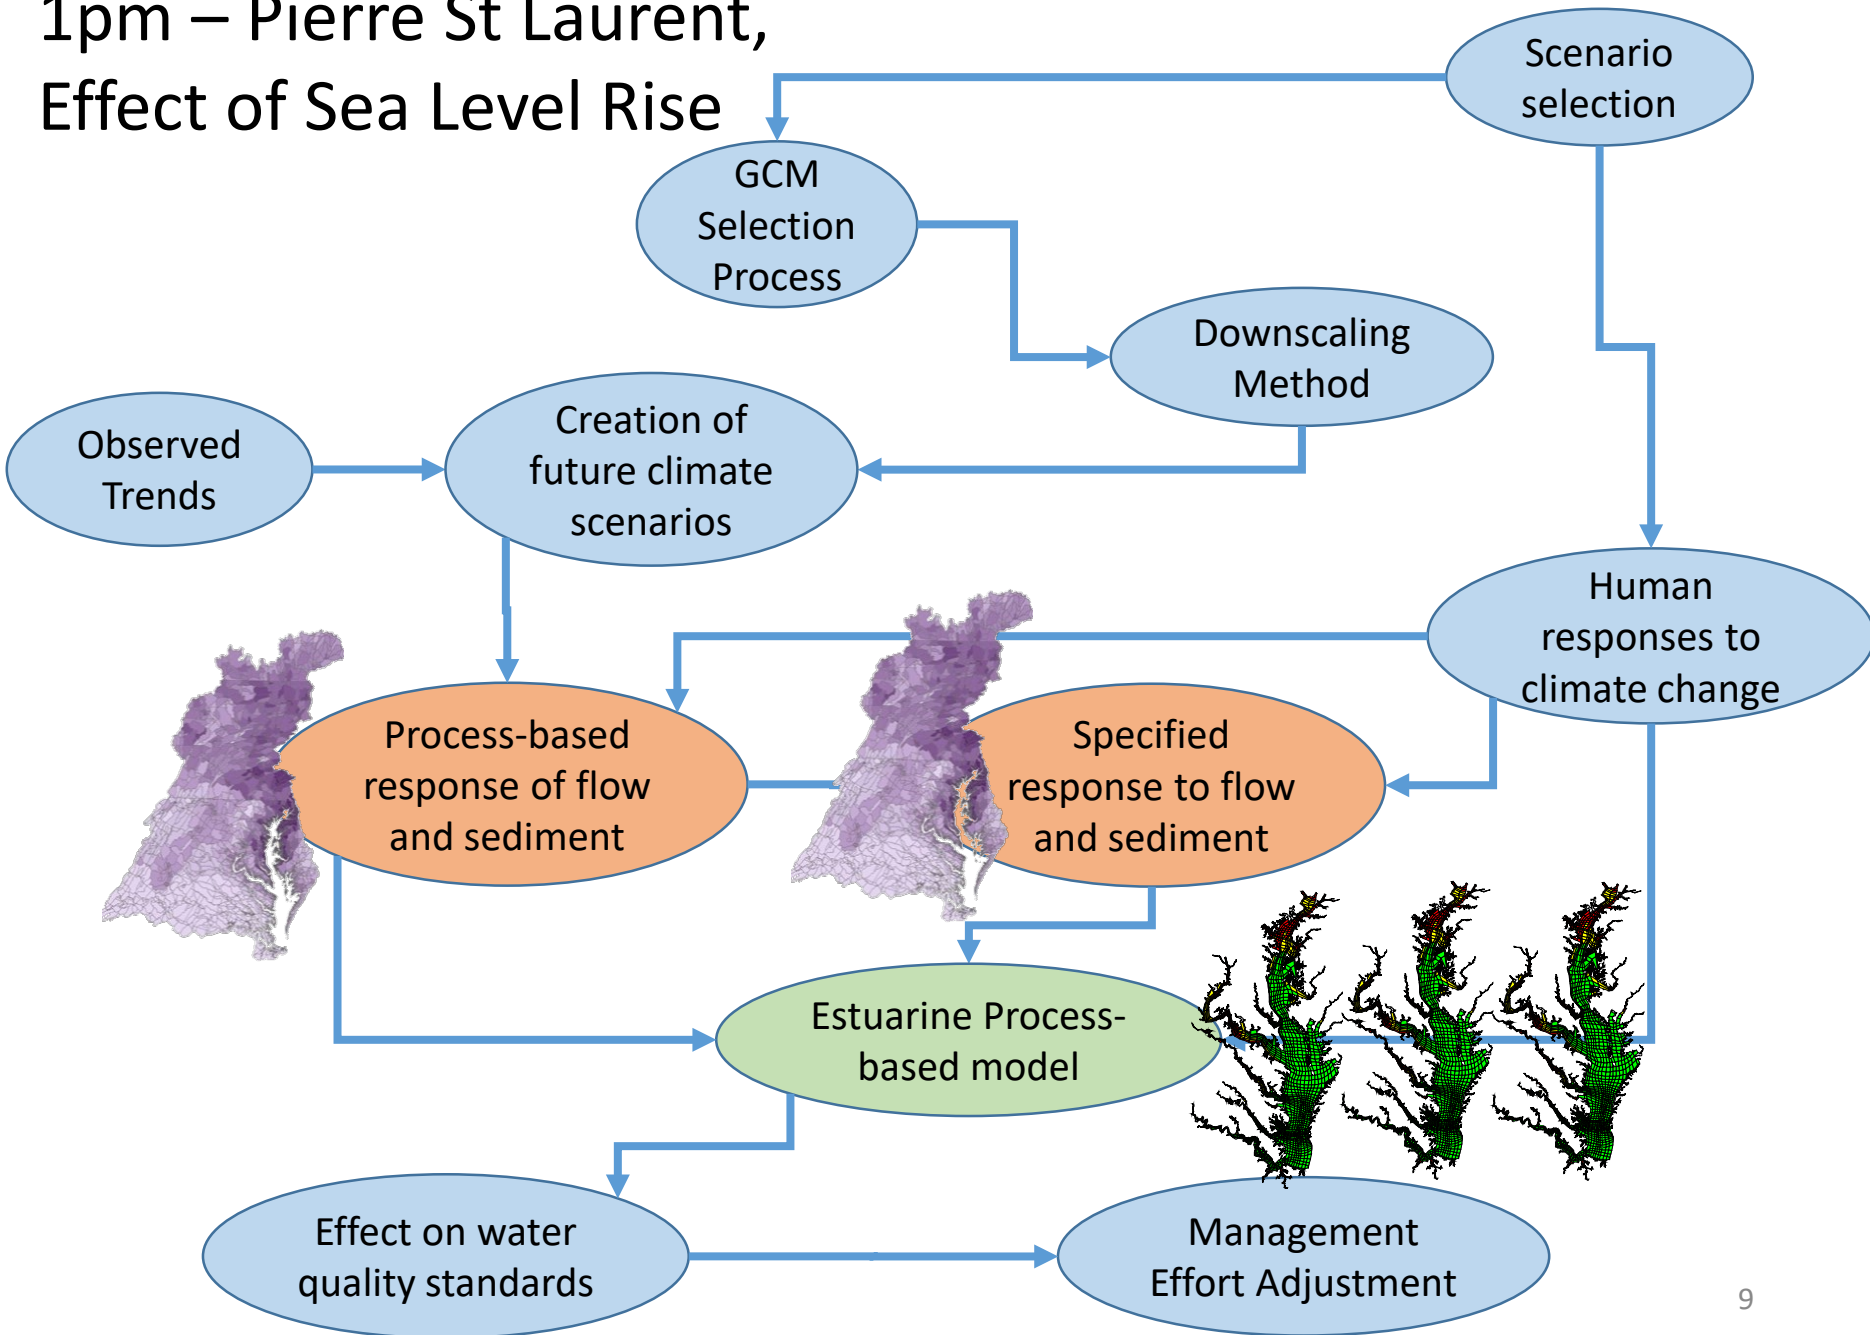 1pm – Pierre St Laurent,
Effect of Sea Level Rise
Scenario
selection
GCM
Selection
Process
Downscaling
Method
Observed
Trends
Creation of
future climate
scenarios
Human
responses to
climate change
Process-based
response of flow
and sediment
Specified
response to flow
and sediment
Estuarine Process-
based model
Effect on water
quality standards
Management
Effort Adjustment
9